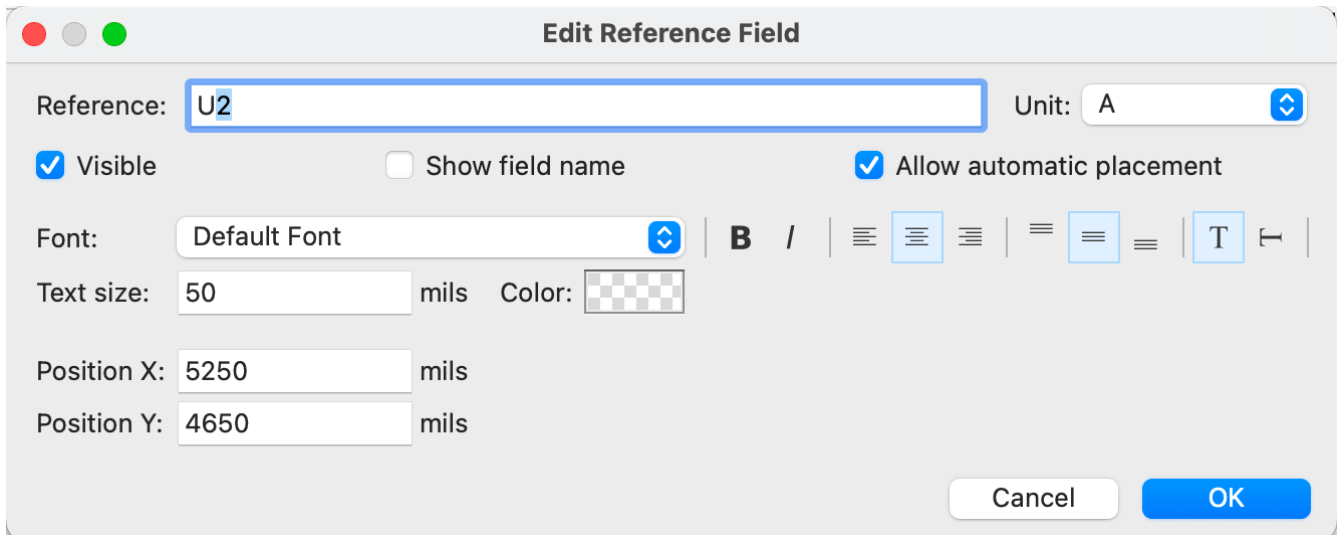 Edit Reference Field
Reference: U2 Unit: A
Visible Show field name Allow automatic placement
Font: Default Font B I T T
Text size: 50 mils Color:
Position X: 5250 mils
Position Y: 4650 mils
Cancel OK